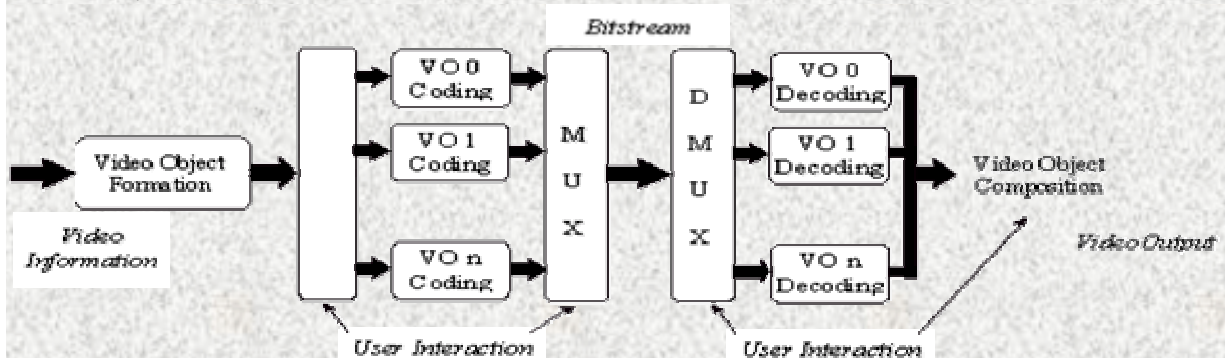 Bitstream
VO 0
Coding
VO 1
Coding
VO n
Coding
Video Object
Formation
Video
Information
M
U
X
D
M
U
X
VO 0
Decoding
VO 1
Decoding
VO n
Decoding
Video Object
Composition
Video Output
User Interaction
User Interaction